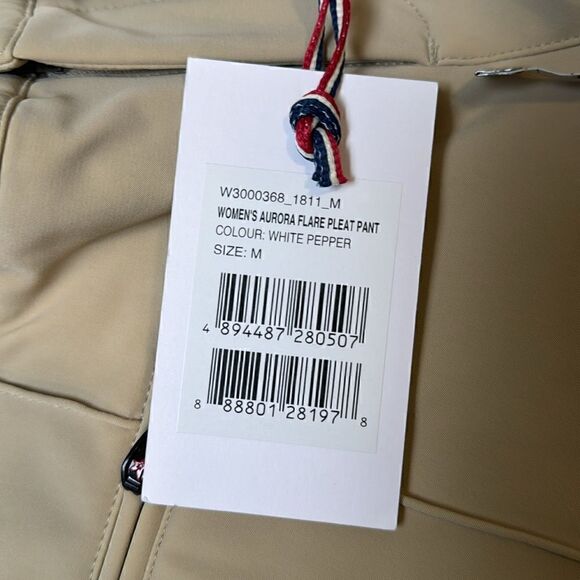 W3000368_1811_M
WOMEN'S AURORA FLARE PLEAT PANT
COLOUR: WHITE PEPPER
SIZE: M
4 894487 280507
8 88801 28197 8